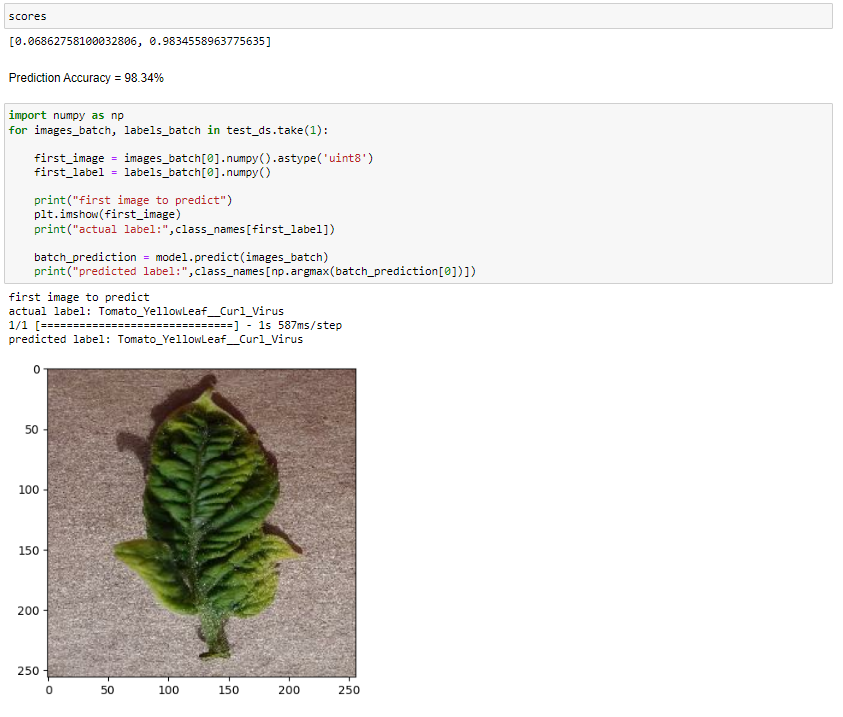 scores
[0.06862758100032806, 0.9834558963775635]
Prediction Accuracy = 98.34%
import numpy as np
for images_batch, labels_batch in test_ds.take(1):
first_image = images_batch[0].numpy().astype('uint8')
first_label = labels_batch[0].numpy()
print("first image to predict")
plt.imshow(first_image)
print("actual label:",class_names[first_label])
batch_prediction = model.predict(images_batch)
print("predicted label:",class_names[np.argmax(batch_prediction[0])])
first image to predict
actual label: Tomato_YellowLeaf__Curl_Virus
1/1 [==============================] - 1s 587ms/step
predicted label: Tomato_YellowLeaf__Curl_Virus
0
50
100
150
200
250
0 50 100 150 200 250